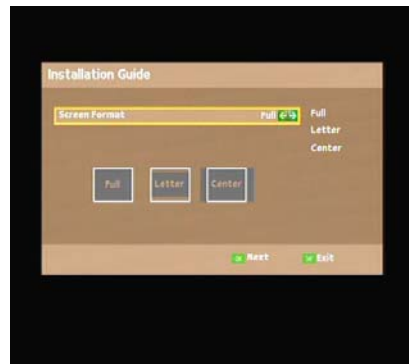 Installation Guide
Screen Format Full
Full
Letter
Center
Full Letter Center
Next Exit